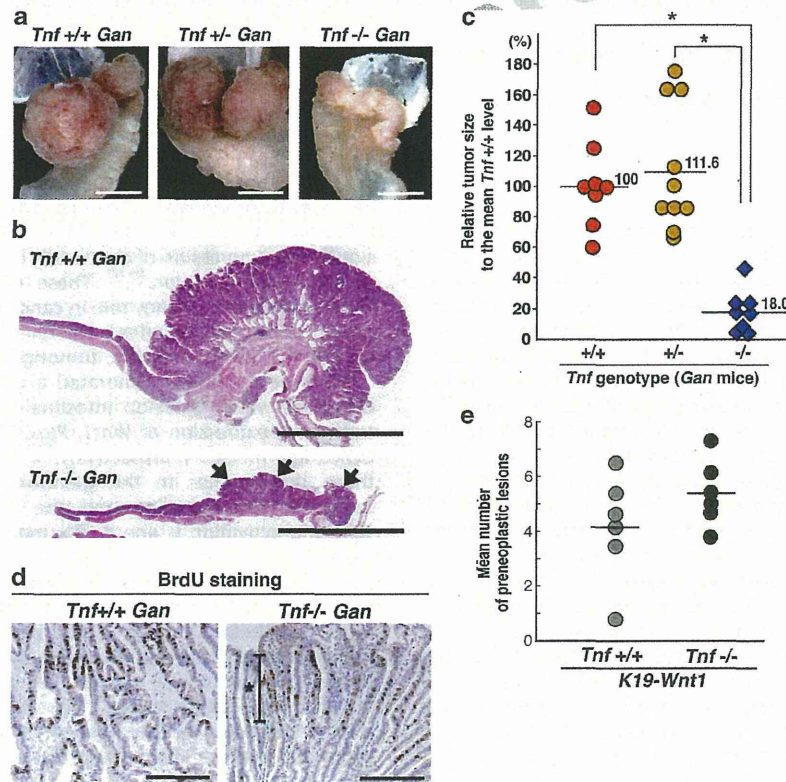 a
Tnf +/+ Gan Tnf +/- Gan Tnf -/- Gan
b
Tnf +/+ Gan
Tnf -/- Gan
c
(%)
Relative tumor size
to the mean Tnf +/+ level
180
160
140
120
100
80
60
40
20
0
* 
*
100
111.6
18.0
+/+ +/- -/-
Tnf genotype (Gan mice)
d
BrdU staining
Tnf+/+ Gan Tnf-/- Gan
*
e
Mean number
of preneoplastic lesions
8
6
4
2
0
Tnf +/+ Tnf -/-
K19-Wnt1